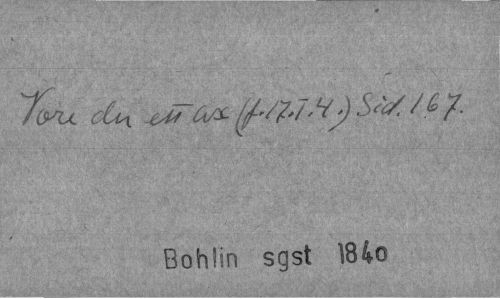 Vore du ett ax (f.17.I.4.) Sid. 167.
Bohlin sgst 1840